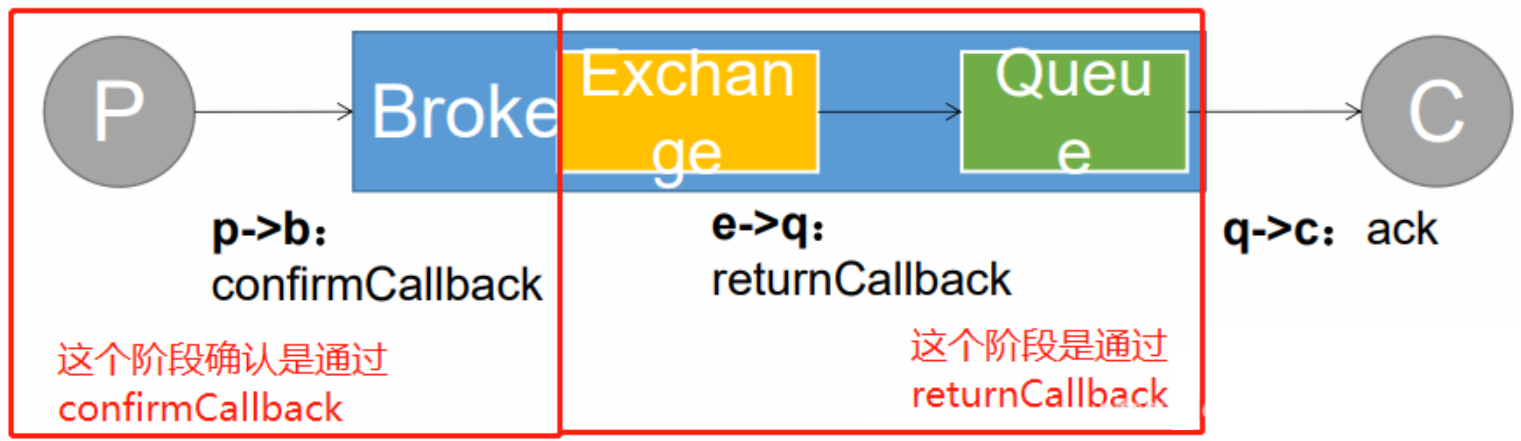 P
Broke
Exchan
ge
Queu
e
C
p->b：
confirmCallback
e->q：
returnCallback
q->c：ack
这个阶段确认是通过
confirmCallback
这个阶段是通过
returnCallback